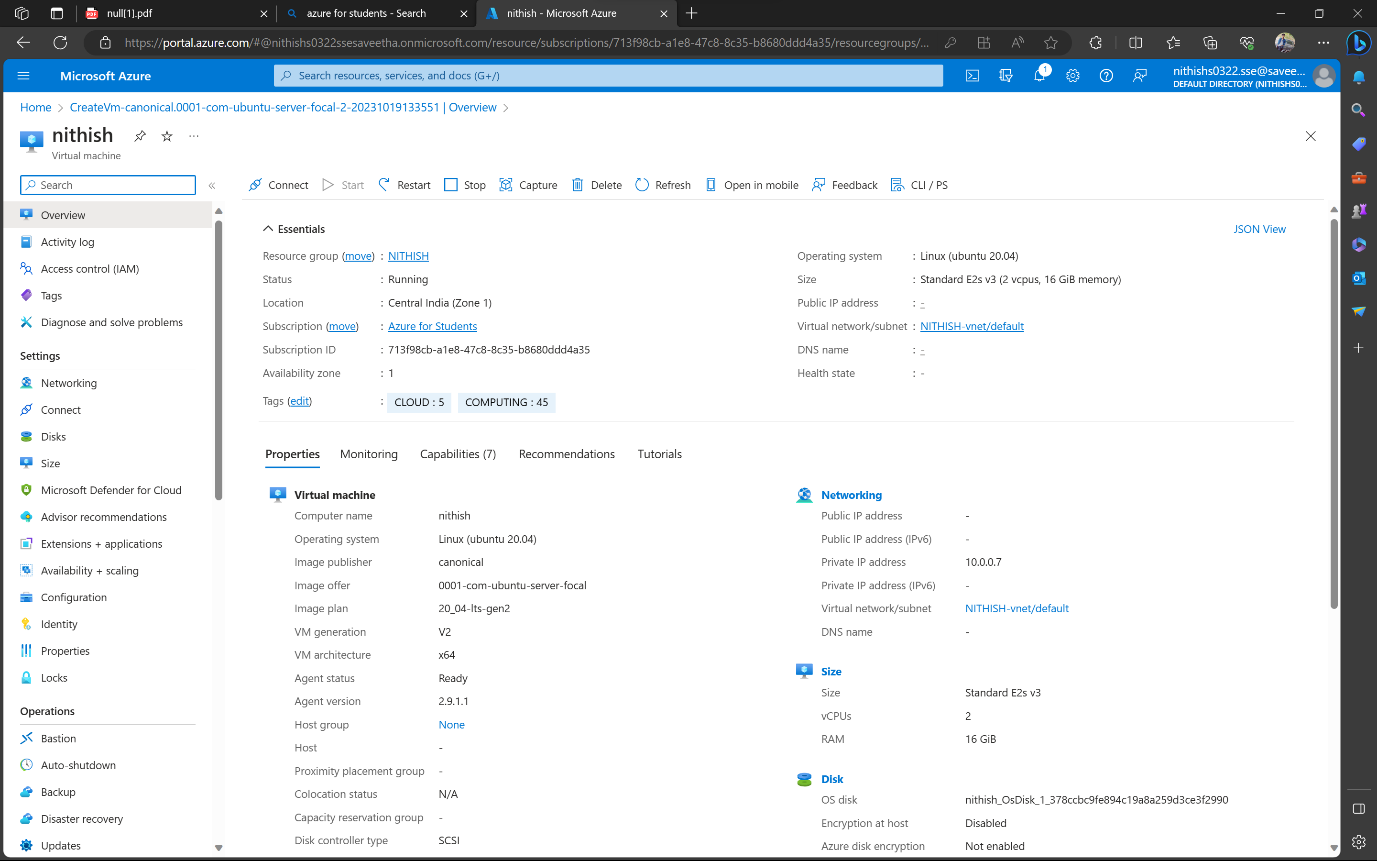 null[1].pdf
azure for students - Search
nithish - Microsoft Azure
https://portal.azure.com/#@nithishs0322ssesaveetha.onmicrosoft.com/resource/subscriptions/713f98cb-a1e8-47c8-8c35-b8680ddd4a35/resourcegroups/...
Microsoft Azure
Search resources, services, and docs (G+/)
1
nithishs0322.sse@savee...
DEFAULT DIRECTORY (NITHISHS0...
Home > CreateVm-canonical.0001-com-ubuntu-server-focal-2-20231019133551 | Overview >
nithish
Virtual machine
Search
Connect
Start
Restart
Stop
Capture
Delete
Refresh
Open in mobile
Feedback
CLI / PS
Overview
Activity log
Access control (IAM)
Tags
Diagnose and solve problems
Settings
Networking
Connect
Disks
Size
Microsoft Defender for Cloud
Advisor recommendations
Extensions + applications
Availability + scaling
Configuration
Identity
Properties
Locks
Operations
Bastion
Auto-shutdown
Backup
Disaster recovery
Updates
Essentials
JSON View
Resource group (move) : NITHISH
Status : Running
Location : Central India (Zone 1)
Subscription (move) : Azure for Students
Subscription ID : 713f98cb-a1e8-47c8-8c35-b8680ddd4a35
Availability zone : 1
Operating system : Linux (ubuntu 20.04)
Size : Standard E2s v3 (2 vcpus, 16 GiB memory)
Public IP address : -
Virtual network/subnet : NITHISH-vnet/default
DNS name : -
Health state : -
Tags (edit) : CLOUD : 5 COMPUTING : 45
Properties
Monitoring
Capabilities (7)
Recommendations
Tutorials
Virtual machine
Computer name nithish
Operating system Linux (ubuntu 20.04)
Image publisher canonical
Image offer 0001-com-ubuntu-server-focal
Image plan 20_04-lts-gen2
VM generation V2
VM architecture x64
Agent status Ready
Agent version 2.9.1.1
Host group None
Host -
Proximity placement group -
Colocation status N/A
Capacity reservation group -
Disk controller type SCSI
Networking
Public IP address -
Public IP address (IPv6) -
Private IP address 10.0.0.7
Private IP address (IPv6) -
Virtual network/subnet NITHISH-vnet/default
DNS name -
Size
Size Standard E2s v3
vCPUs 2
RAM 16 GiB
Disk
OS disk nithish_OsDisk_1_378ccbc9fe894c19a8a259d3ce3f2990
Encryption at host Disabled
Azure disk encryption Not enabled